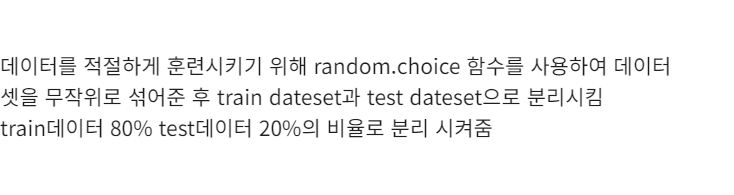 데이터를 적절하게 훈련시키기 위해 random.choice 함수를 사용하여 데이터
셋을 무작위로 섞어준 후 train dateset과 test dateset으로 분리시킴
train데이터 80% test데이터 20%의 비율로 분리 시켜줌